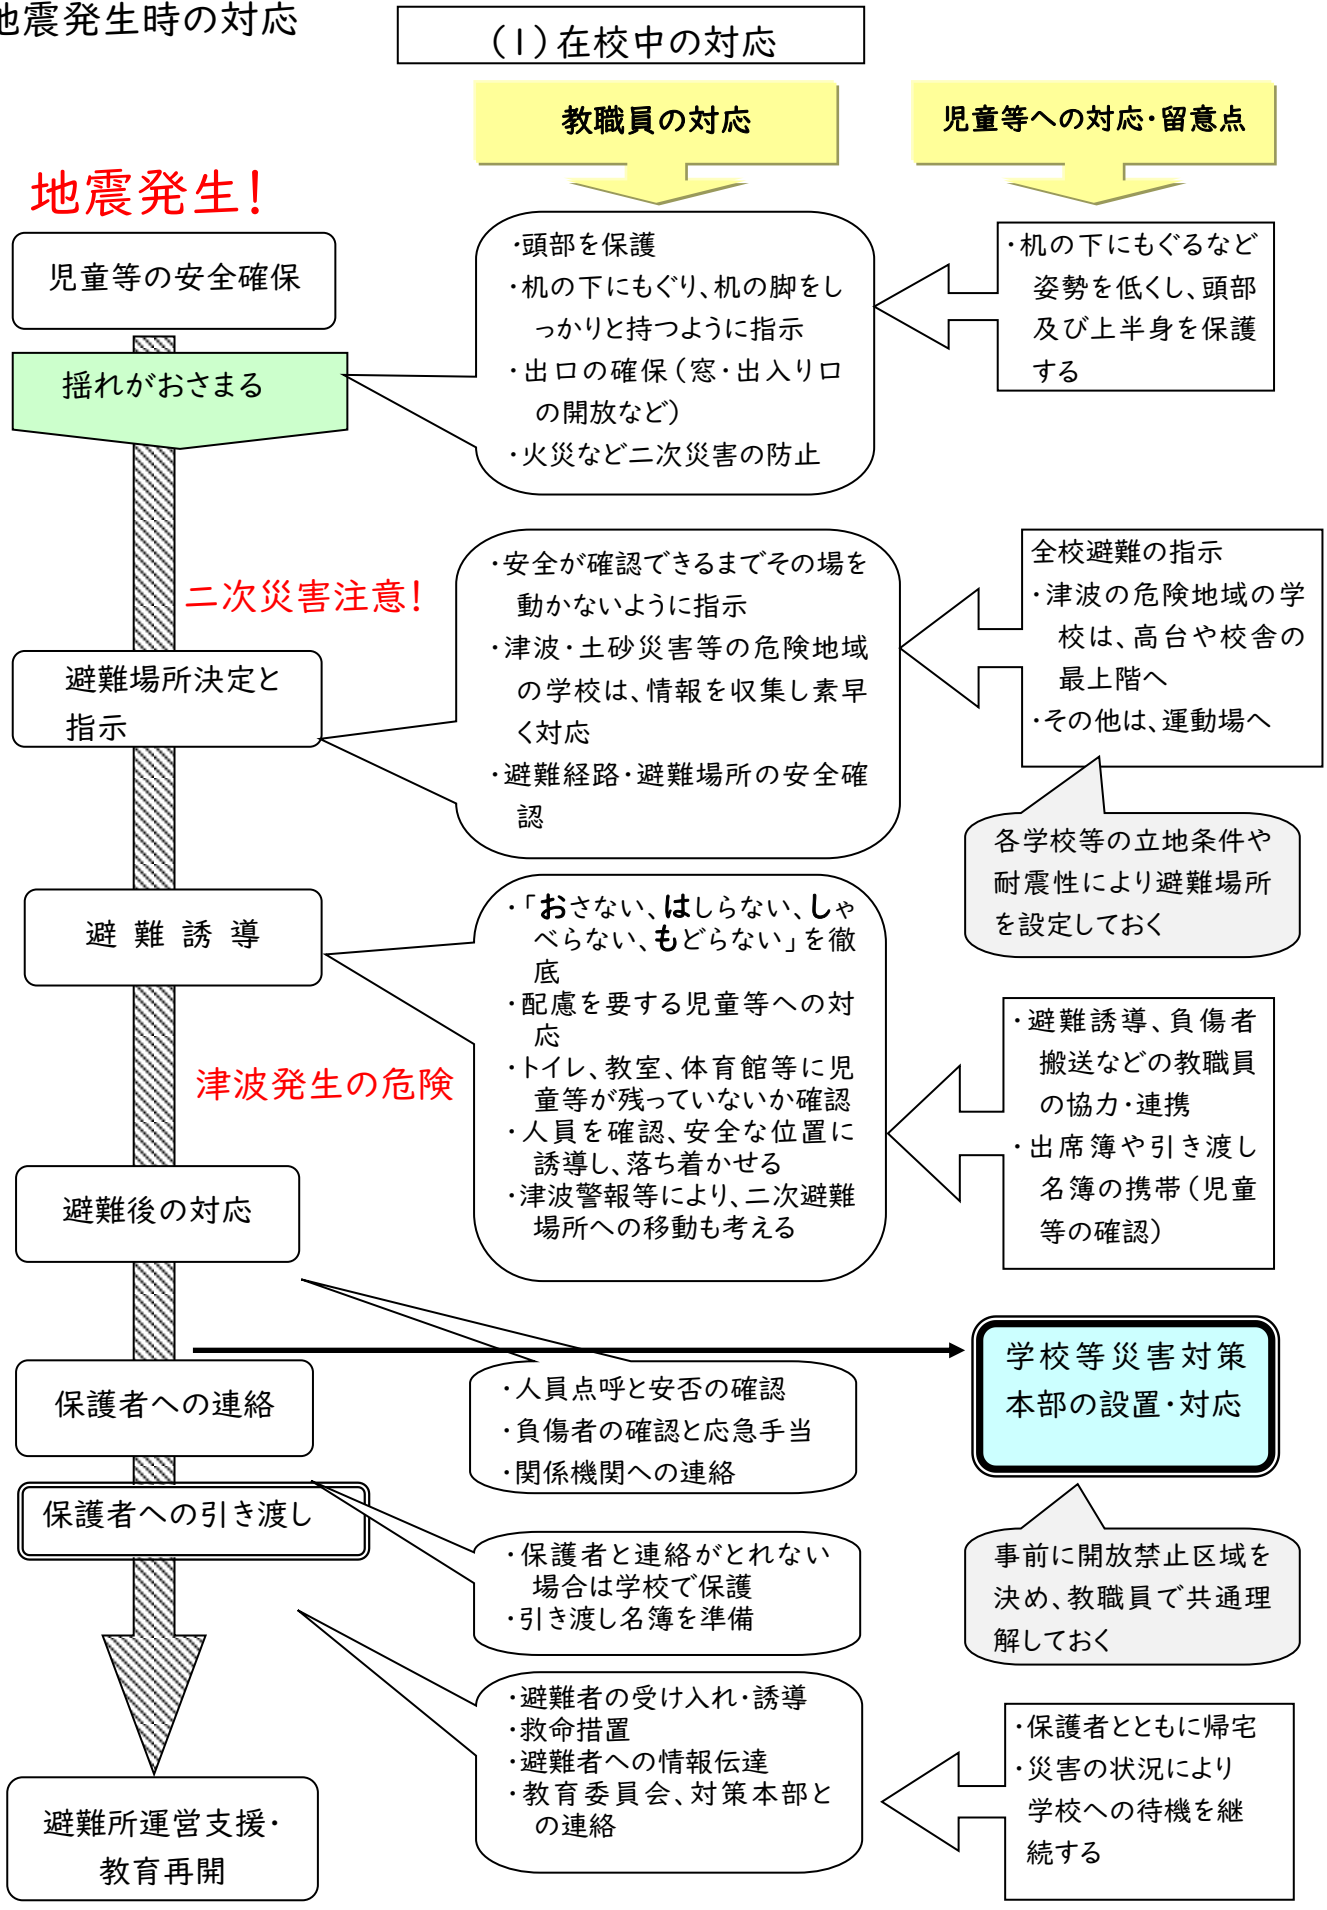 地震発生時の対応
(1)在校中の対応
教職員の対応
児童等への対応・留意点
地震発生!
児童等の安全確保
揺れがおさまる
・頭部を保護
・机の下にもぐり、机の脚をし
っかりと持つように指示
・出口の確保(窓・出入り口
の開放など)
・火災など二次災害の防止
・机の下にもぐるなど
姿勢を低くし、頭部
及び上半身を保護
する
二次災害注意!
避難場所決定と
指示
・安全が確認できるまでその場を
動かないように指示
・津波・土砂災害等の危険地域
の学校は、情報を収集し素早
く対応
・避難経路・避難場所の安全確
認
全校避難の指示
・津波の危険地域の学
校は、高台や校舎の
最上階へ
・その他は、運動場へ
各学校等の立地条件や
耐震性により避難場所
を設定しておく
避難誘導
・「おさない、はしらない、しゃ
べらない、もどらない」を徹
底
・配慮を要する児童等への対
応
・トイレ、教室、体育館等に児
童等が残っていないか確認
・人員を確認、安全な位置に
誘導し、落ち着かせる
・津波警報等により、二次避難
場所への移動も考える
津波発生の危険
・避難誘導、負傷者
搬送などの教職員
の協力・連携
・出席簿や引き渡し
名簿の携帯(児童
等の確認)
避難後の対応
・人員点呼と安否の確認
・負傷者の確認と応急手当
・関係機関への連絡
学校等災害対策
本部の設置・対応
保護者への連絡
保護者への引き渡し
・保護者と連絡がとれない
場合は学校で保護
・引き渡し名簿を準備
事前に開放禁止区域を
決め、教職員で共通理
解しておく
・避難者の受け入れ・誘導
・救命措置
・避難者への情報伝達
・教育委員会、対策本部と
の連絡
・保護者とともに帰宅
・災害の状況により
学校への待機を継
続する
避難所運営支援・
教育再開